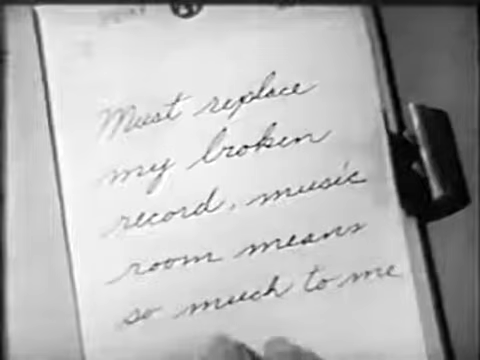 Must replace
my broken
record, music
room means
so much to me